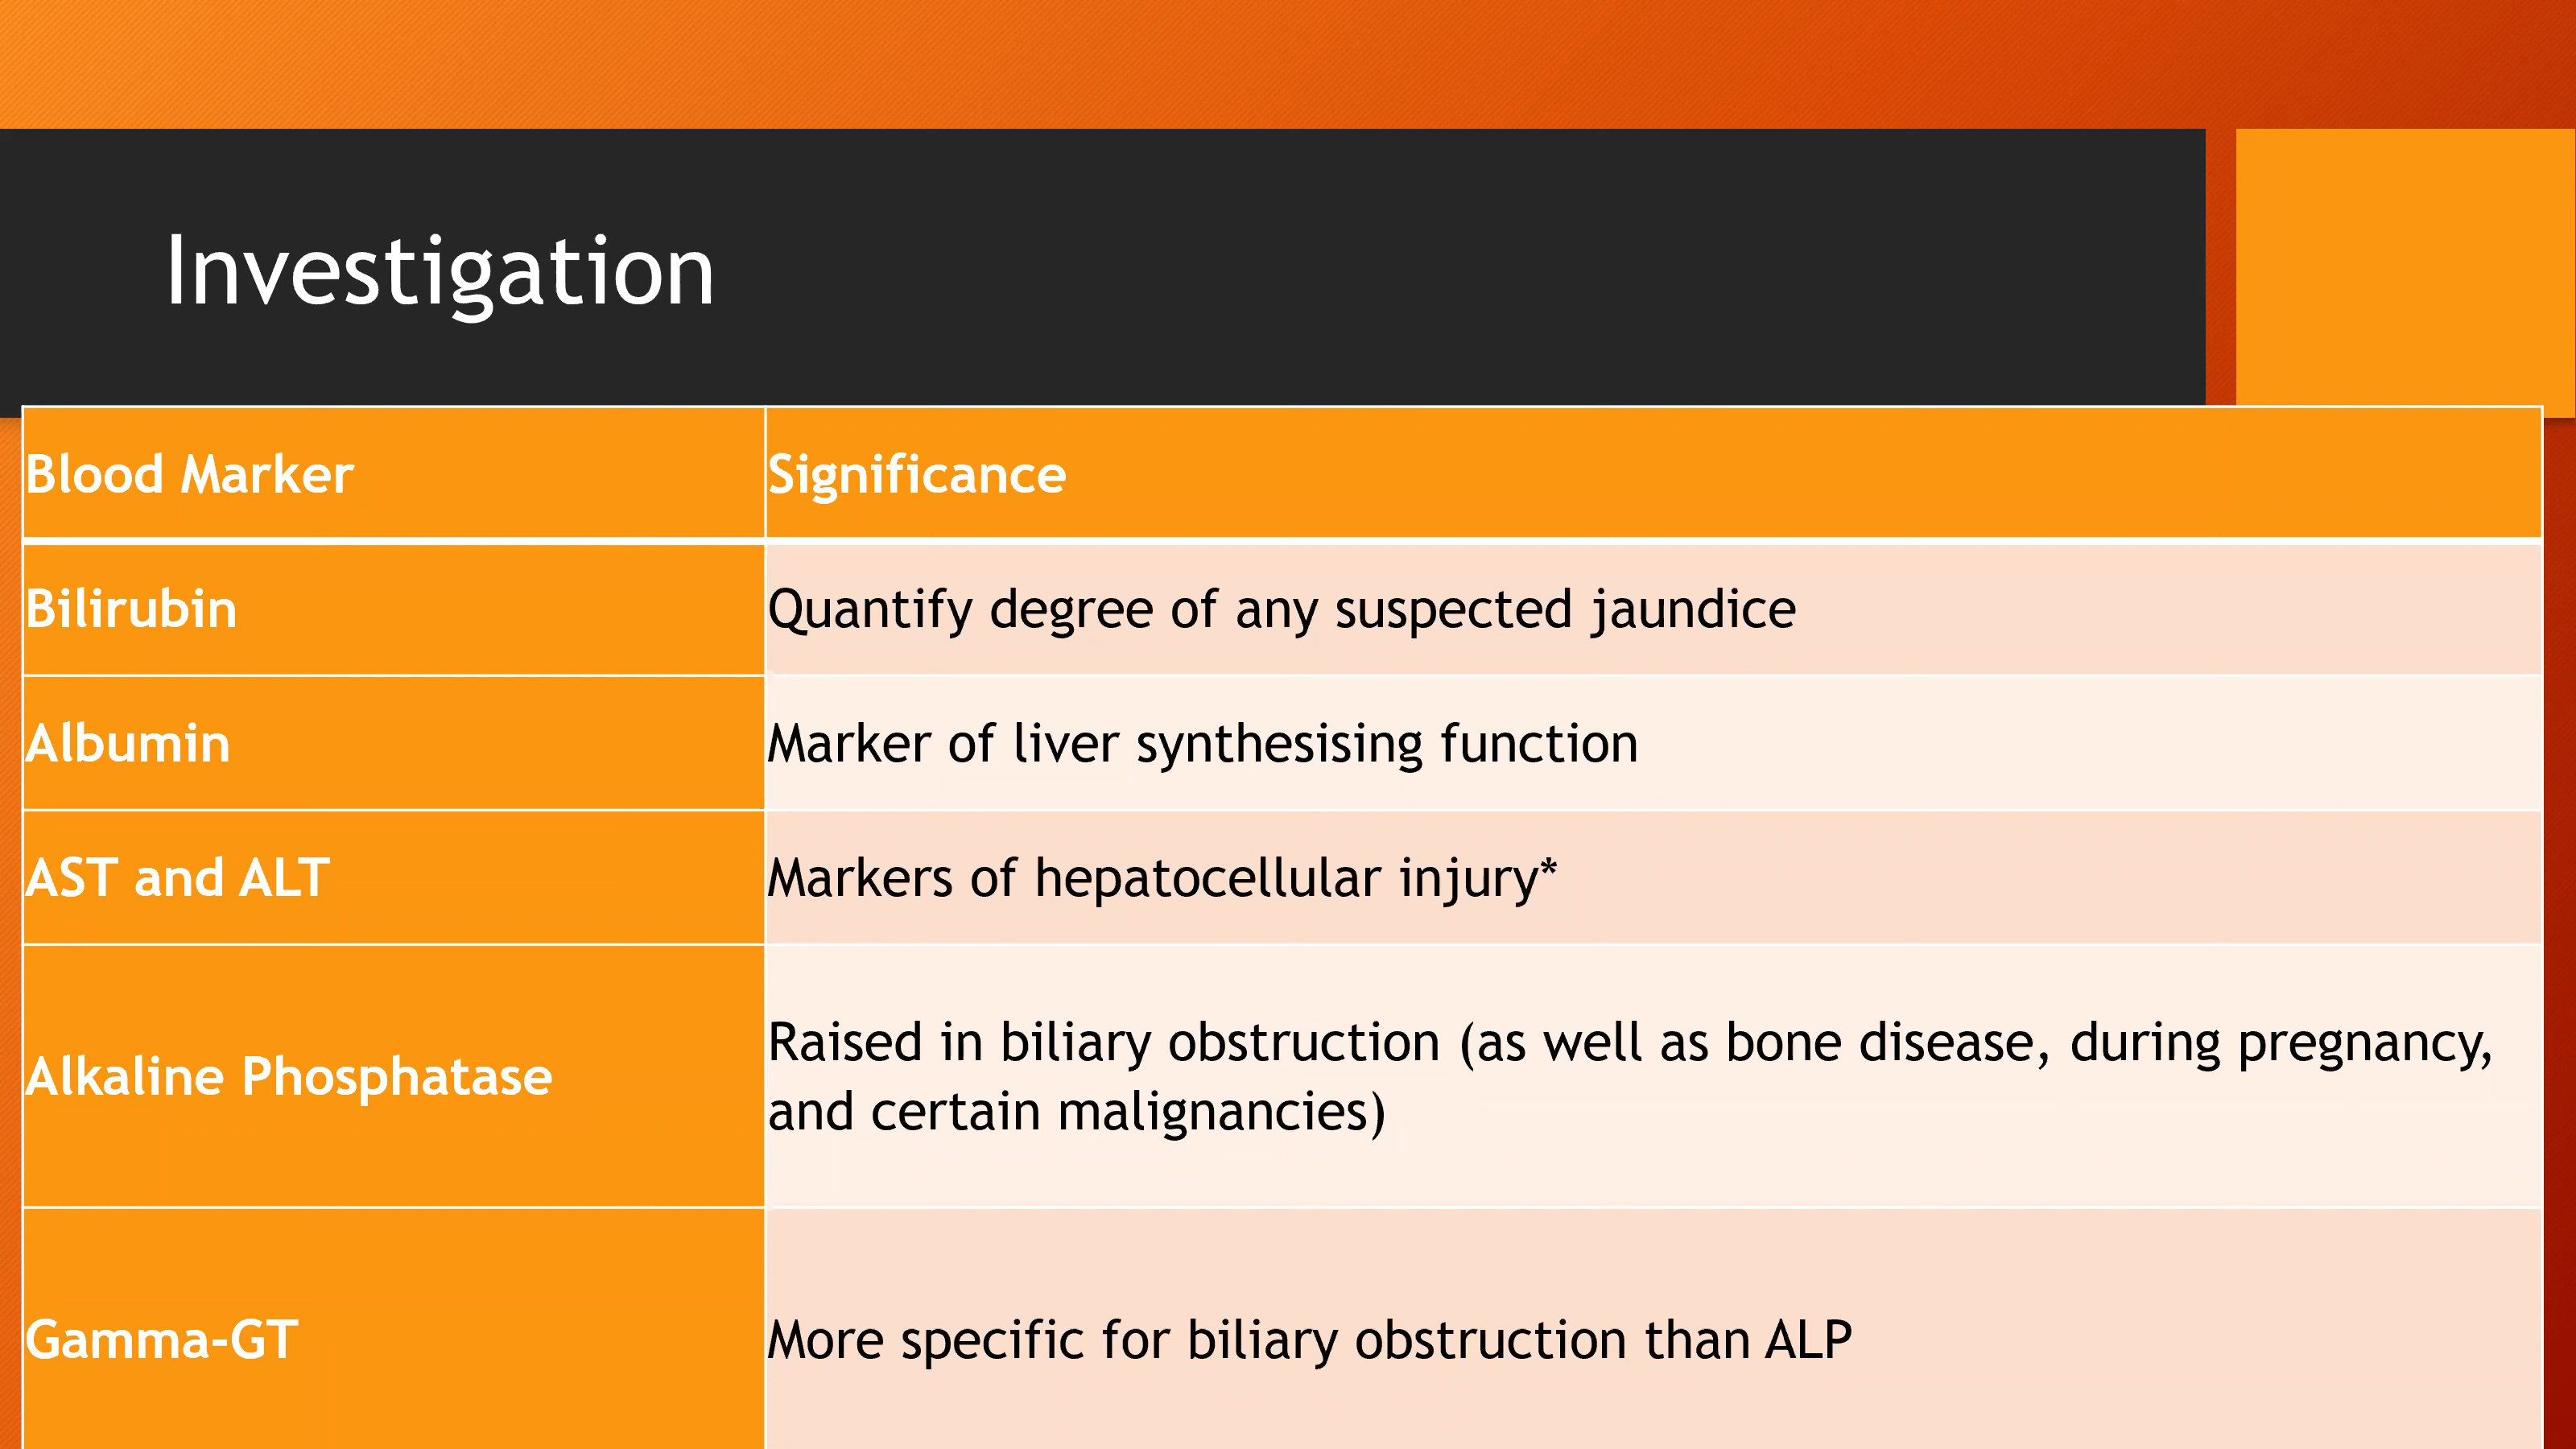 Investigation
Blood Marker
Significance
Bilirubin
Quantify degree of any suspected jaundice
Albumin
Marker of liver synthesising function
AST and ALT
Markers of hepatocellular injury*
Alkaline Phosphatase
Raised in biliary obstruction (as well as bone disease, during pregnancy,
and certain malignancies)
Gamma-GT
More specific for biliary obstruction than ALP